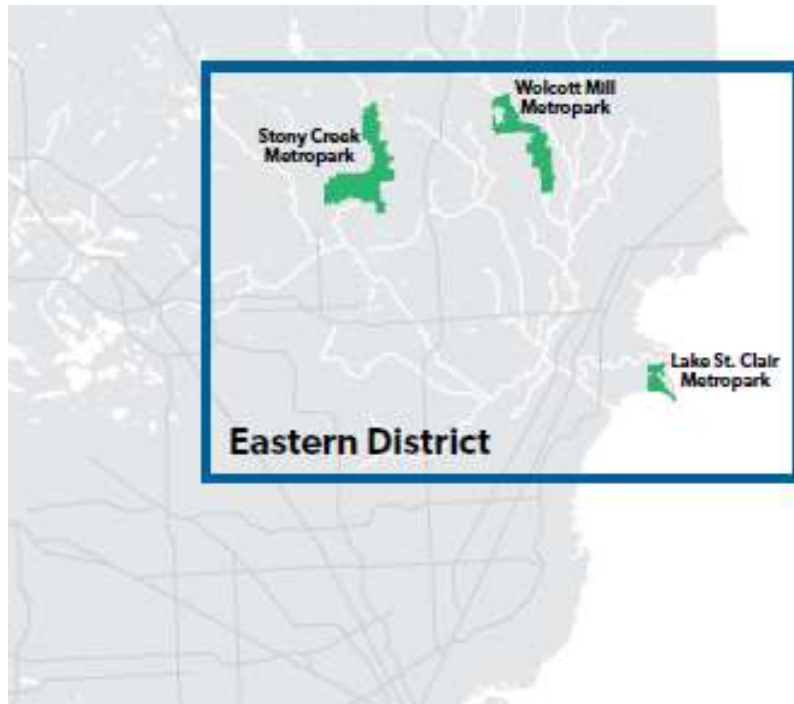 Wolcott Mill
Metropark
Stony Creek
Metropark
Lake St. Clair
Metropark
Eastern District